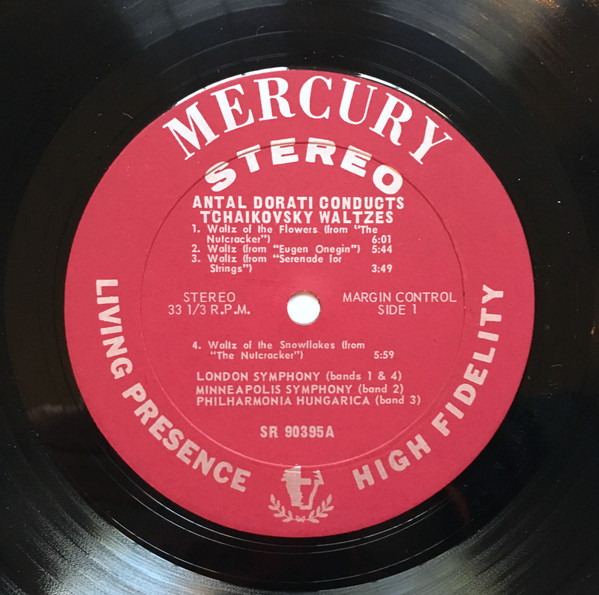 MERCURY
STEREO
ANTAL DORATI CONDUCTS
TCHAIKOVSKY WALTZES
1. Waltz of the Flowers (from "The
Nutcracker") 6:01
2. Waltz (from "Eugen Onegin") 5:44
3. Waltz (from "Serenade for
Strings") 3:49
STEREO
33 1/3 R.P.M.
MARGIN CONTROL
SIDE 1
4. Waltz of the Snowflakes (from
"The Nutcracker") 5:59
LONDON SYMPHONY (bands 1 & 4)
MINNEAPOLIS SYMPHONY (band 2)
PHILHARMONIA HUNGARICA (band 3)
SR 90395A
LIVING PRESENCE
HIGH FIDELITY